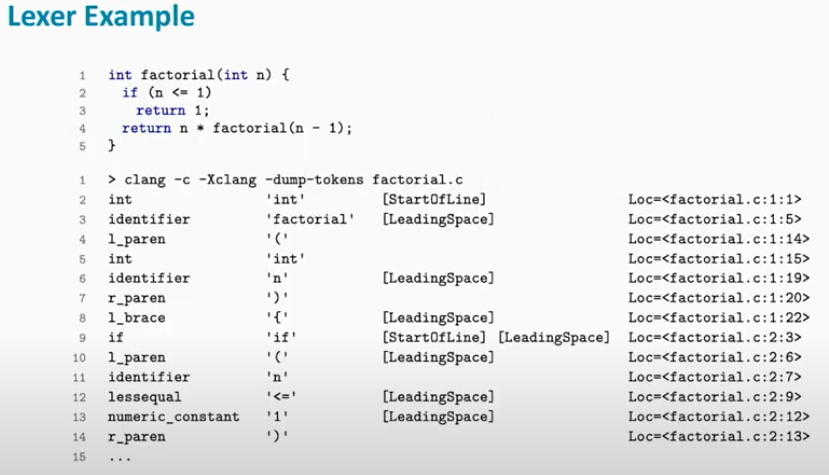 Lexer Example
1 int factorial(int n) {
2   if (n <= 1)
3     return 1;
4   return n * factorial(n - 1);
5 }
1 > clang -c -Xclang -dump-tokens factorial.c
2 int 'int' [StartOfLine] Loc=<factorial.c:1:1>
3 identifier 'factorial' [LeadingSpace] Loc=<factorial.c:1:5>
4 l_paren '(' Loc=<factorial.c:1:14>
5 int 'int' Loc=<factorial.c:1:15>
6 identifier 'n' [LeadingSpace] Loc=<factorial.c:1:19>
7 r_paren ')' Loc=<factorial.c:1:20>
8 l_brace '{' [LeadingSpace] Loc=<factorial.c:1:22>
9 if 'if' [StartOfLine] [LeadingSpace] Loc=<factorial.c:2:3>
10 l_paren '(' [LeadingSpace] Loc=<factorial.c:2:6>
11 identifier 'n' Loc=<factorial.c:2:7>
12 lessequal '<=' [LeadingSpace] Loc=<factorial.c:2:9>
13 numeric_constant '1' [LeadingSpace] Loc=<factorial.c:2:12>
14 r_paren ')' Loc=<factorial.c:2:13>
15 ...